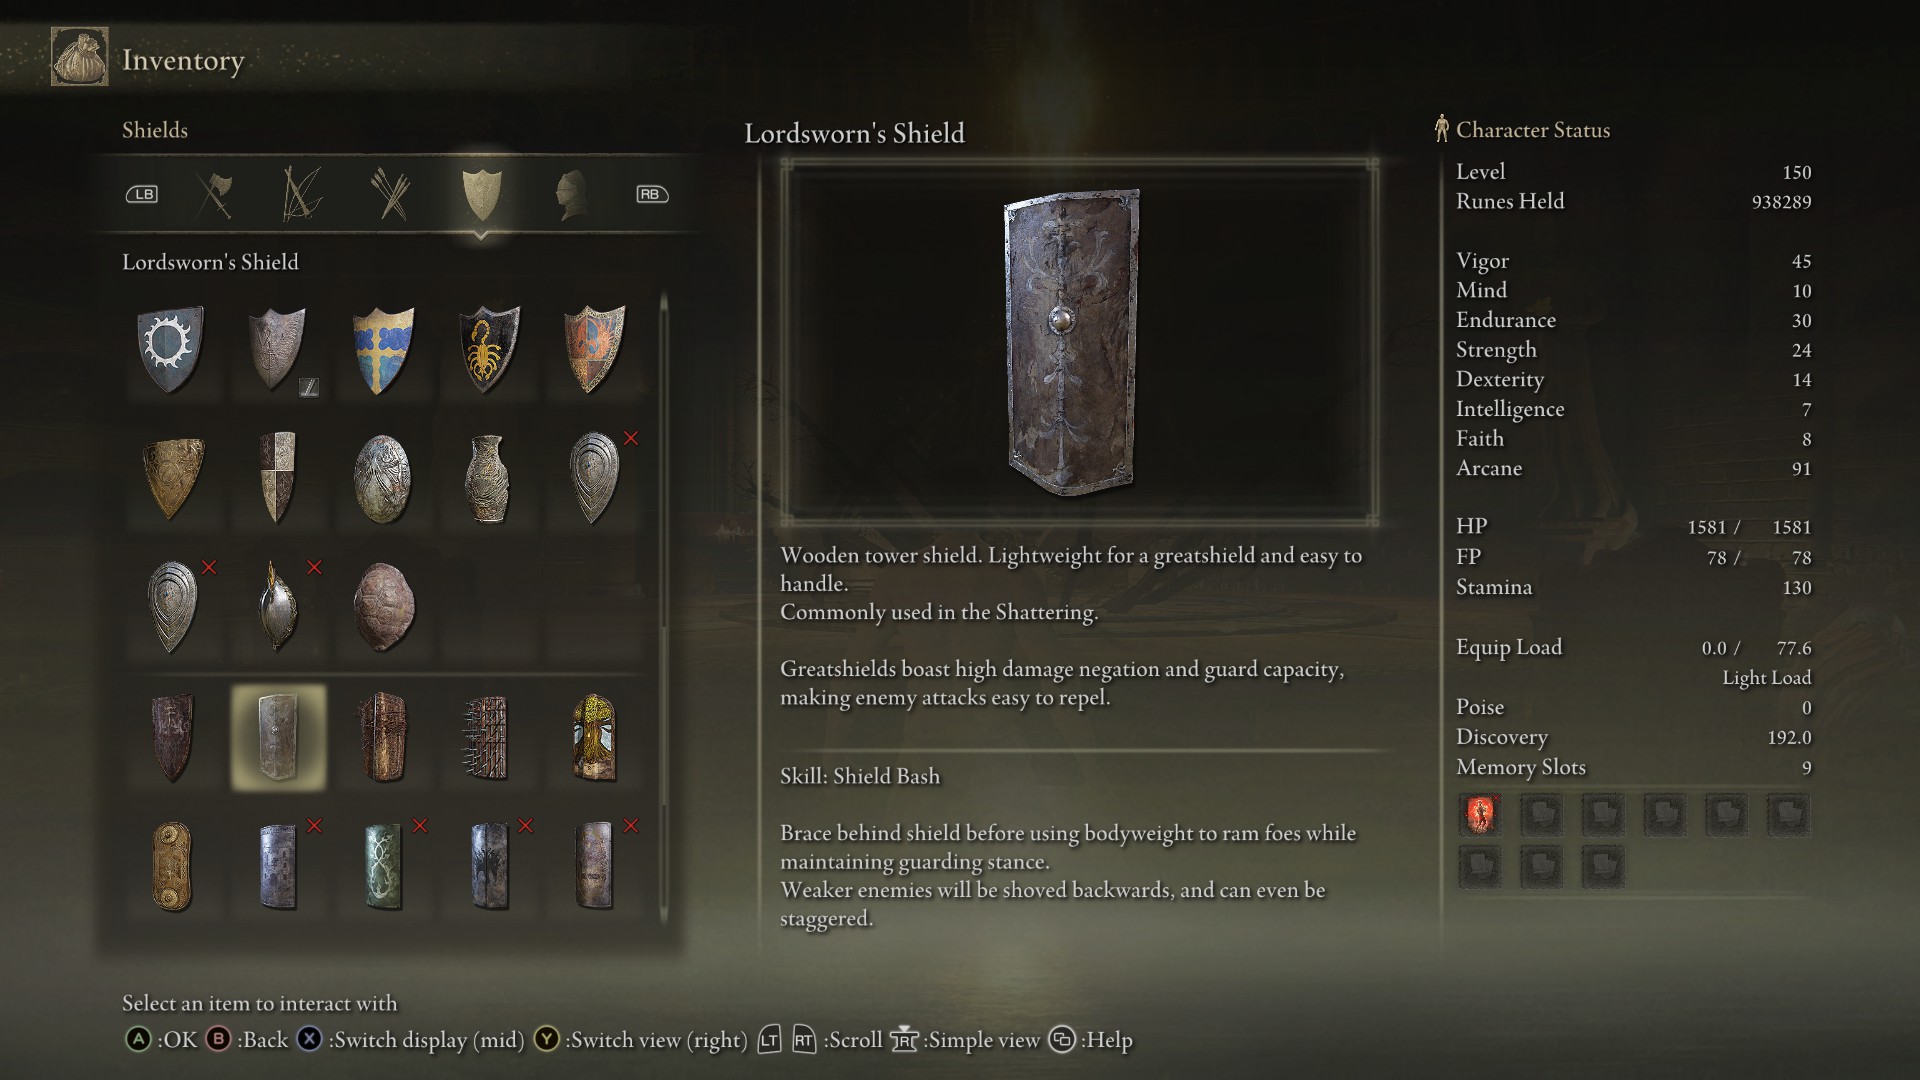 Inventory
Shields
LB
RB
Lordsworn's Shield
Lordsworn's Shield
Wooden tower shield. Lightweight for a greatshield and easy to
handle.
Commonly used in the Shattering.
Greatshields boast high damage negation and guard capacity,
making enemy attacks easy to repel.
Skill: Shield Bash
Brace behind shield before using bodyweight to ram foes while
maintaining guarding stance.
Weaker enemies will be shoved backwards, and can even be
staggered.
Character Status
Level 150
Runes Held 938289
Vigor 45
Mind 10
Endurance 30
Strength 24
Dexterity 14
Intelligence 7
Faith 8
Arcane 91
HP 1581 / 1581
FP 78 / 78
Stamina 130
Equip Load 0.0 / 77.6
Light Load
Poise 0
Discovery 192.0
Memory Slots 9
Select an item to interact with
A :OK B :Back X :Switch display (mid) Y :Switch view (right) LT RT :Scroll R :Simple view :Help